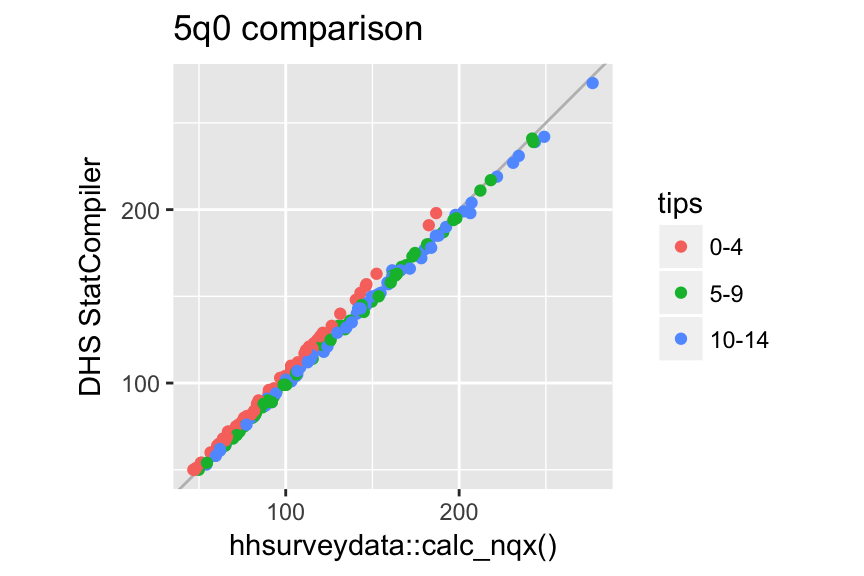 5q0 comparison
DHS StatCompiler
200
100
100
200
hhsurveydata::calc_nqx()
tips
0-4
5-9
10-14